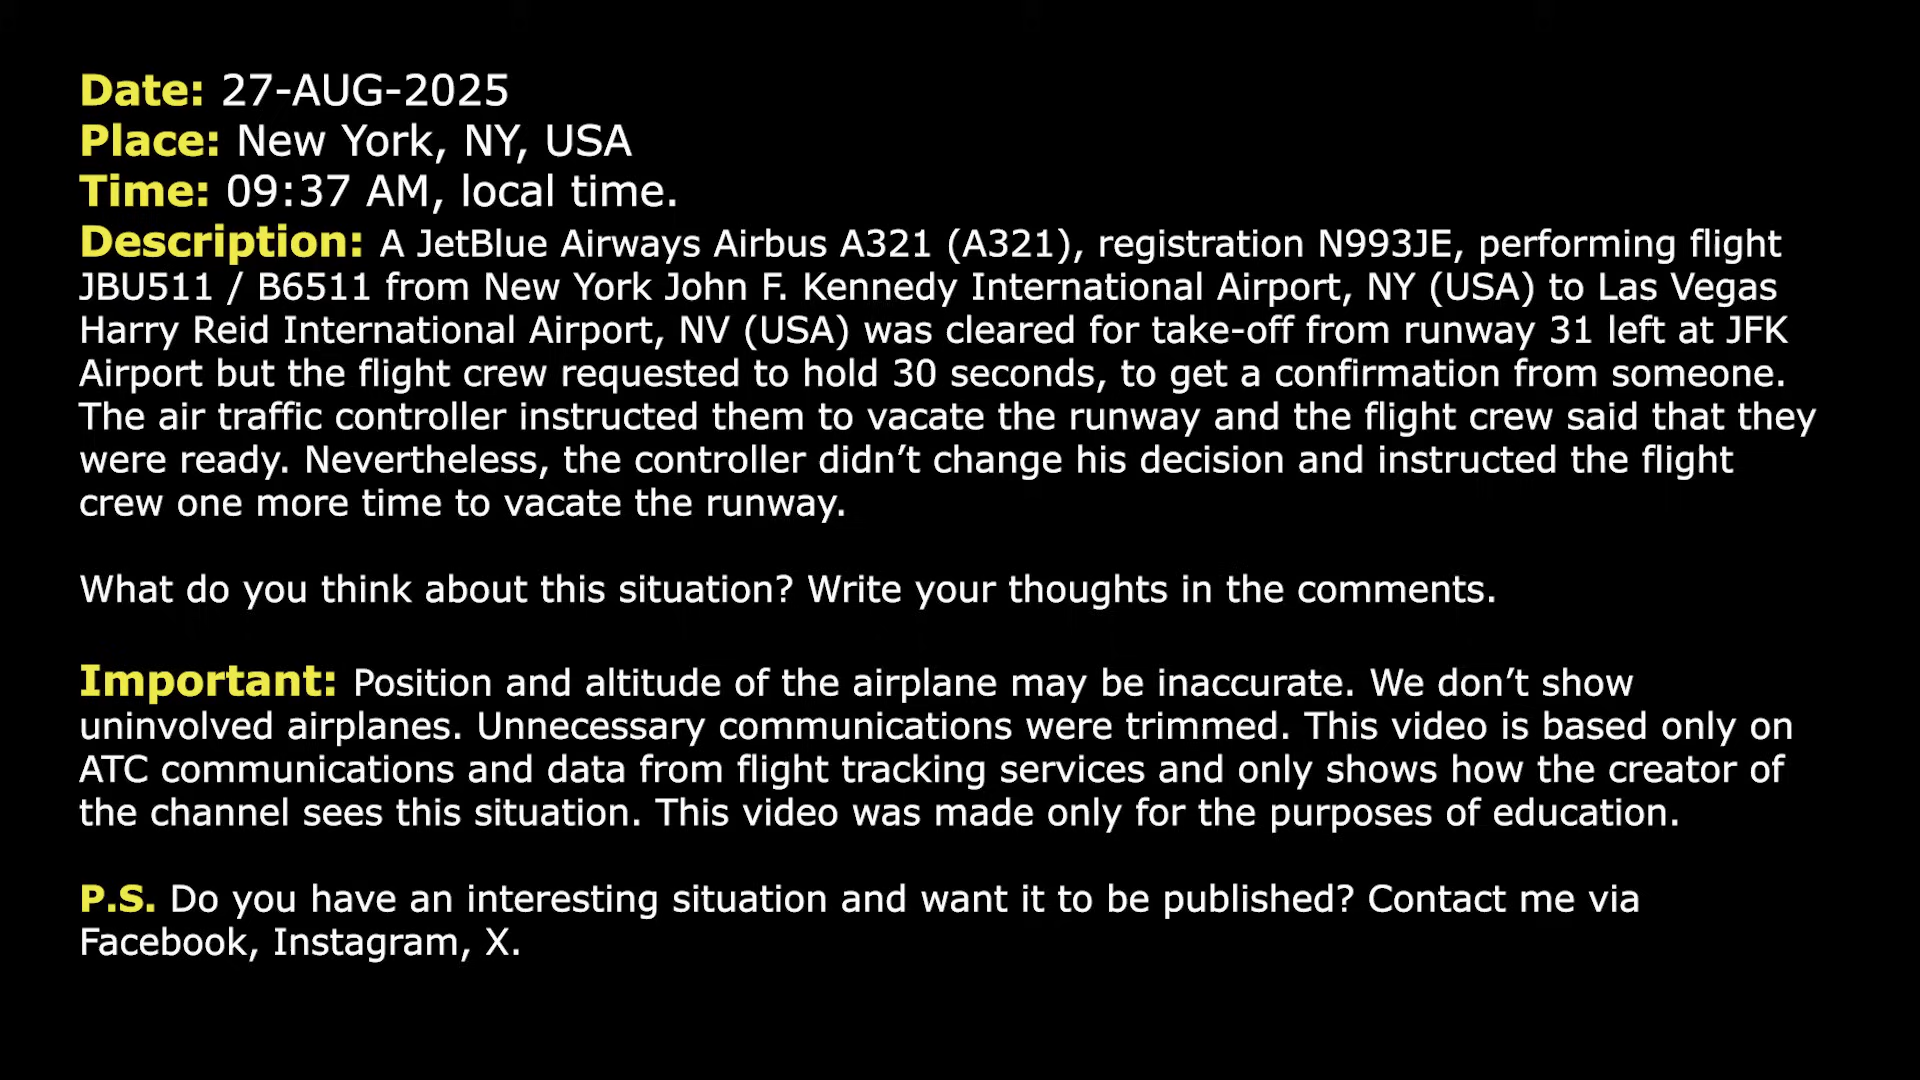 Date: 27-AUG-2025
Place: New York, NY, USA
Time: 09:37 AM, local time.
Description: A JetBlue Airways Airbus A321 (A321), registration N993JE, performing flight
JBU511 / B6511 from New York John F. Kennedy International Airport, NY (USA) to Las Vegas
Harry Reid International Airport, NV (USA) was cleared for take-off from runway 31 left at JFK
Airport but the flight crew requested to hold 30 seconds, to get a confirmation from someone.
The air traffic controller instructed them to vacate the runway and the flight crew said that they
were ready. Nevertheless, the controller didn’t change his decision and instructed the flight
crew one more time to vacate the runway.
What do you think about this situation? Write your thoughts in the comments.
Important: Position and altitude of the airplane may be inaccurate. We don’t show
uninvolved airplanes. Unnecessary communications were trimmed. This video is based only on
ATC communications and data from flight tracking services and only shows how the creator of
the channel sees this situation. This video was made only for the purposes of education.
P.S. Do you have an interesting situation and want it to be published? Contact me via
Facebook, Instagram, X.